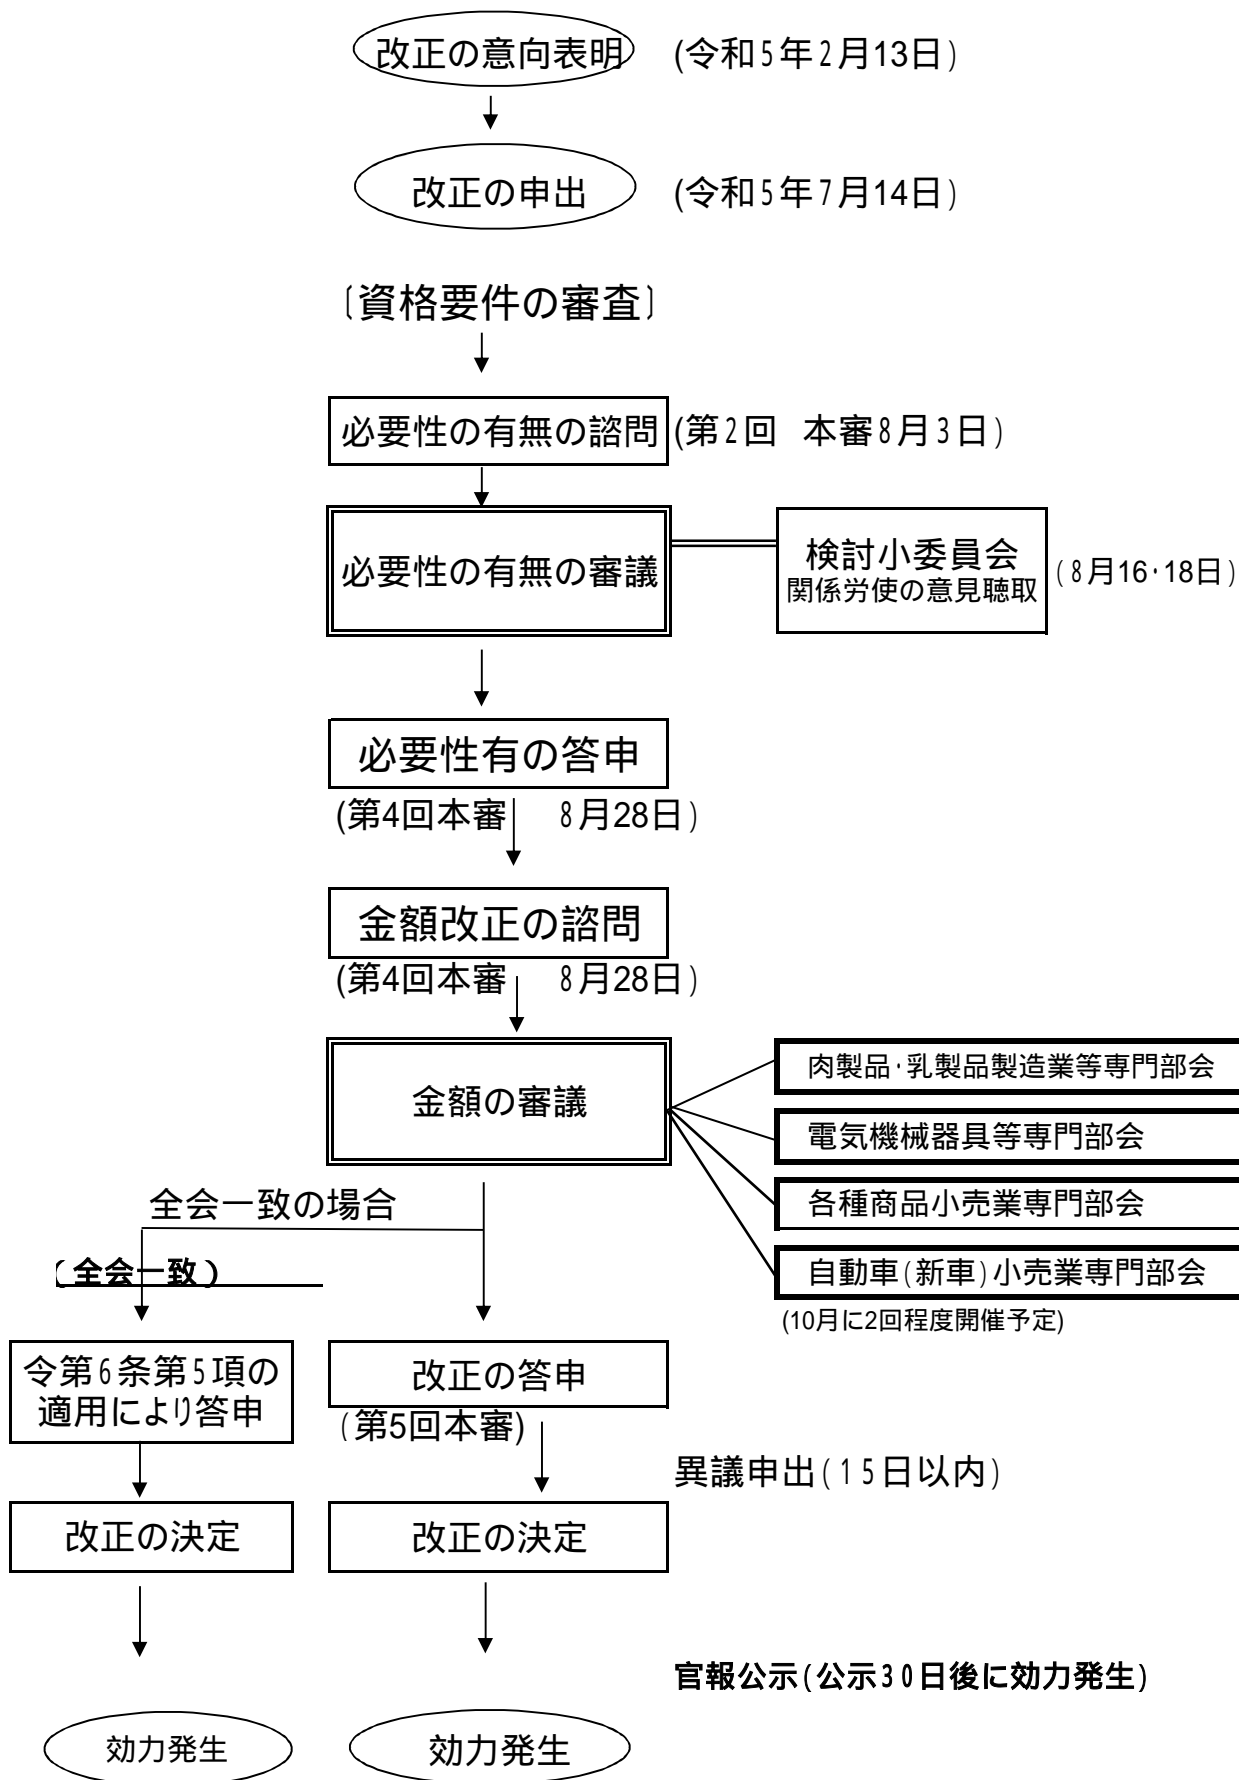 改正の意向表明 (令和5年2月13日)
改正の申出 (令和5年7月14日)
〔資格要件の審査〕
必要性の有無の諮問 (第2回 本審8月3日)
必要性の有無の審議
検討小委員会
関係労使の意見聴取
(8月16・18日)
必要性有の答申
(第4回本審 8月28日)
金額改正の諮問
(第4回本審 8月28日)
金額の審議
肉製品・乳製品製造業等専門部会
電気機械器具等専門部会
各種商品小売業専門部会
自動車(新車)小売業専門部会
(10月に2回程度開催予定)
全会一致の場合
(全会一致)
令第6条第5項の
適用により答申
改正の答申
(第5回本審)
異議申出(15日以内)
改正の決定
改正の決定
官報公示(公示30日後に効力発生)
効力発生
効力発生